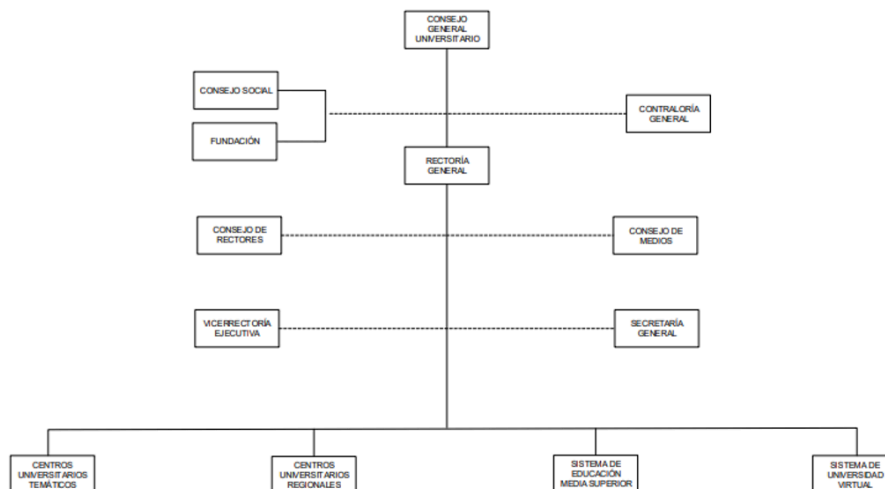 CONSEJO
GENERAL
UNIVERSITARIO
CONSEJO SOCIAL
CONTRALORÍA
GENERAL
FUNDACIÓN
RECTORÍA
GENERAL
CONSEJO DE
RECTORES
CONSEJO DE
MEDIOS
VICERRECTORÍA
EJECUTIVA
SECRETARÍA
GENERAL
CENTROS
UNIVERSITARIOS
TEMÁTICOS
CENTROS
UNIVERSITARIOS
REGIONALES
SISTEMA DE
EDUCACIÓN
MEDIA SUPERIOR
SISTEMA DE
UNIVERSIDAD
VIRTUAL